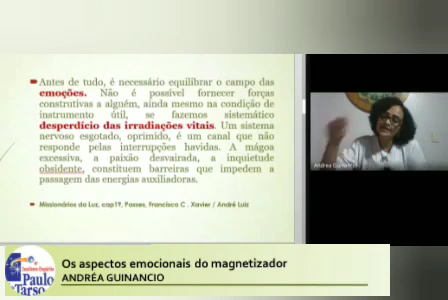 Antes de tudo, é necessário equilibrar o campo das
emoções. Não é possível fornecer forças
construtivas a alguém, ainda mesmo na condição de
instrumento útil, se fazemos sistemático
desperdício das irradiações vitais. Um sistema
nervoso esgotado, oprimido, é um canal que não
responde pelas interrupções havidas. A mágoa
excessiva, a paixão desvairada, a inquietude
obsidente, constituem barreiras que impedem a
passagem das energias auxiliadoras.
Missionários da Luz, cap19, Passes, Francisco C. Xavier / André Luiz
Andrea Guinancio
Paulo
Tarso
Os aspectos emocionais do magnetizador
ANDRÉA GUINANCIO